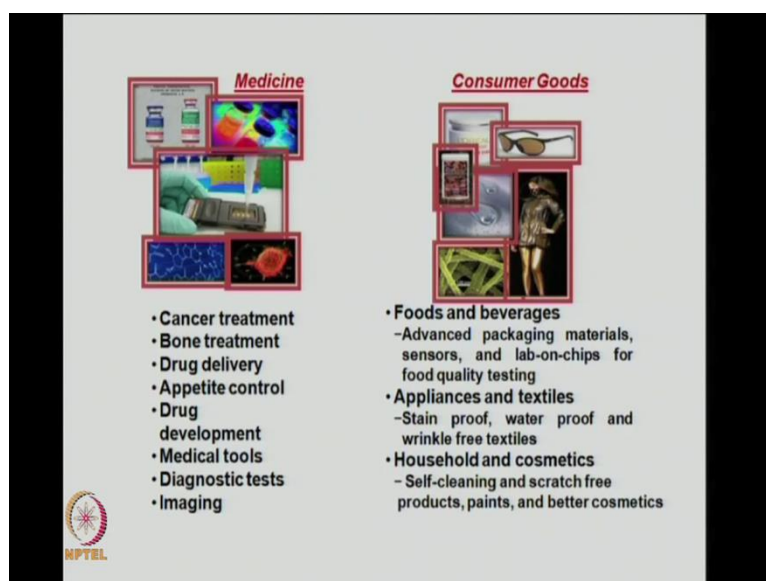 Medicine
• Cancer treatment
• Bone treatment
• Drug delivery
• Appetite control
• Drug
development
• Medical tools
• Diagnostic tests
• Imaging
Consumer Goods
• Foods and beverages
–Advanced packaging materials,
sensors, and lab-on-chips for
food quality testing
• Appliances and textiles
–Stain proof, water proof and
wrinkle free textiles
• Household and cosmetics
– Self-cleaning and scratch free
products, paints, and better cosmetics
NPTEL